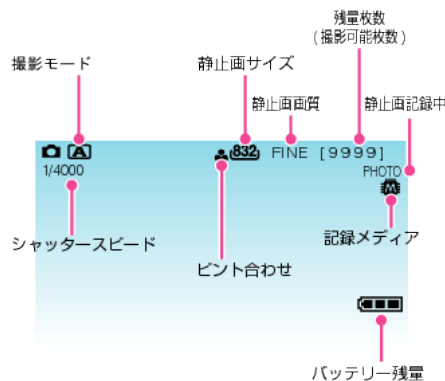 残量枚数
(撮影可能枚数)
撮影モード
静止画サイズ
静止画画質
静止画記録中
A
832
FINE [9999]
1/4000
PHOTO
M
シャッタースピード
ピント合わせ
記録メディア
バッテリー残量